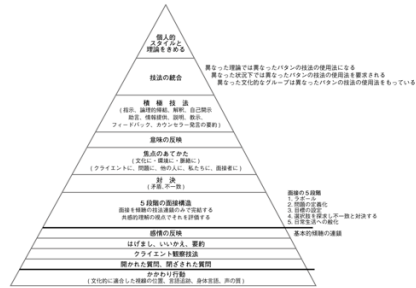 個人的
スタイルと
理論をきめる
技法の統合
異なった理論では異なったパタンの技法の使用法になる
異なった状況下では異なったパタンの技法の使用法を要求される
異なった文化的なグループは異なったパタンの技法の使用法をもっている
積極技法
(指示、論理的帰結、解釈、自己開示
助言、情報提供、説明、教示、
フィードバック、カウンセラー発言の要約)
意味の反映
焦点のあてかた
(文化に・環境に・脈絡に)
(クライエントに、問題に、他の人に、私たちに、面接者に)
対決
(矛盾、不一致)
5段階の面接構造
面接を傾聴の技法連鎖のみで完結する
共感的理解の視点でそれを評価する
面接の5段階
1. ラポール
2. 問題の定義化
3. 目標の設定
4. 選択肢を探求し不一致と対決する
5. 日常生活への般化
感情の反映
基本的傾聴の連鎖
はげまし、いいかえ、要約
クライエント観察技法
開かれた質問、閉ざされた質問
かかわり行動
(文化的に適合した視線の位置、言語追跡、身体言語、声の質)